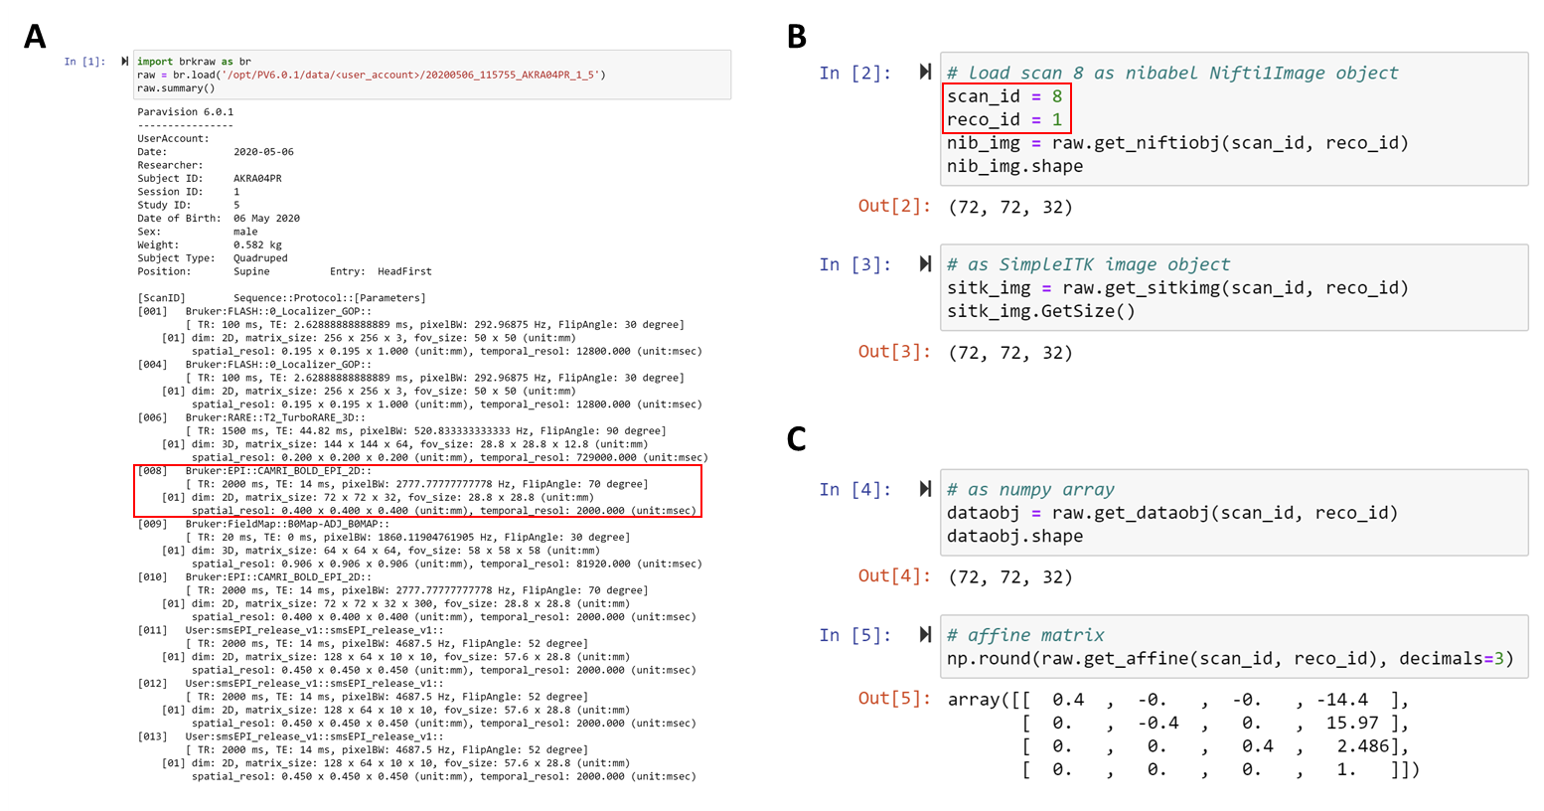 A
In [1]:
import brkraw as br
raw = br.load('/opt/PV6.0.1/data/<user_account>/20200506_115755_AKRA04PR_1_5')
raw.summary()
Paravision 6.0.1
----------------
UserAccount:
Date: 2020-05-06
Researcher:
Subject ID: AKRA04PR
Session ID: 1
Study ID: 5
Date of Birth: 06 May 2020
Sex: male
Weight: 0.582 kg
Subject Type: Quadruped
Position: Supine Entry: HeadFirst
[ScanID] Sequence::Protocol::[Parameters]
[001] Bruker:FLASH::0_Localizer_GOP::
[ TR: 100 ms, TE: 2.62888888888889 ms, pixelBW: 292.96875 Hz, FlipAngle: 30 degree]
[01] dim: 2D, matrix_size: 256 x 256 x 3, fov_size: 50 x 50 (unit:mm)
spatial_resol: 0.195 x 0.195 x 1.000 (unit:mm), temporal_resol: 12800.000 (unit:msec)
[004] Bruker:FLASH::0_Localizer_GOP::
[ TR: 100 ms, TE: 2.62888888888889 ms, pixelBW: 292.96875 Hz, FlipAngle: 30 degree]
[01] dim: 2D, matrix_size: 256 x 256 x 3, fov_size: 50 x 50 (unit:mm)
spatial_resol: 0.195 x 0.195 x 1.000 (unit:mm), temporal_resol: 12800.000 (unit:msec)
[006] Bruker:RARE::T2_TurboRARE_3D::
[ TR: 1500 ms, TE: 44.82 ms, pixelBW: 520.833333333333 Hz, FlipAngle: 90 degree]
[01] dim: 3D, matrix_size: 144 x 144 x 64, fov_size: 28.8 x 28.8 x 12.8 (unit:mm)
spatial_resol: 0.200 x 0.200 x 0.200 (unit:mm), temporal_resol: 729000.000 (unit:msec)
[008] Bruker:EPI::CAMRI_BOLD_EPI_2D::
[ TR: 2000 ms, TE: 14 ms, pixelBW: 2777.77777777778 Hz, FlipAngle: 70 degree]
[01] dim: 2D, matrix_size: 72 x 72 x 32, fov_size: 28.8 x 28.8 (unit:mm)
spatial_resol: 0.400 x 0.400 x 0.400 (unit:mm), temporal_resol: 2000.000 (unit:msec)
[009] Bruker:FieldMap::B0Map-ADJ_B0MAP::
[ TR: 20 ms, TE: 0 ms, pixelBW: 1860.11904761905 Hz, FlipAngle: 30 degree]
[01] dim: 3D, matrix_size: 64 x 64 x 64, fov_size: 58 x 58 x 58 (unit:mm)
spatial_resol: 0.906 x 0.906 x 0.906 (unit:mm), temporal_resol: 81920.000 (unit:msec)
[010] Bruker:EPI::CAMRI_BOLD_EPI_2D::
[ TR: 2000 ms, TE: 14 ms, pixelBW: 2777.77777777778 Hz, FlipAngle: 70 degree]
[01] dim: 2D, matrix_size: 72 x 72 x 32 x 300, fov_size: 28.8 x 28.8 (unit:mm)
spatial_resol: 0.400 x 0.400 x 0.400 (unit:mm), temporal_resol: 2000.000 (unit:msec)
[011] User:smsEPI_release_v1::smsEPI_release_v1::
[ TR: 2000 ms, TE: 14 ms, pixelBW: 4687.5 Hz, FlipAngle: 52 degree]
[01] dim: 2D, matrix_size: 128 x 64 x 10 x 10, fov_size: 57.6 x 28.8 (unit:mm)
spatial_resol: 0.450 x 0.450 x 0.450 (unit:mm), temporal_resol: 2000.000 (unit:msec)
[012] User:smsEPI_release_v1::smsEPI_release_v1::
[ TR: 2000 ms, TE: 14 ms, pixelBW: 4687.5 Hz, FlipAngle: 52 degree]
[01] dim: 2D, matrix_size: 128 x 64 x 10 x 10, fov_size: 57.6 x 28.8 (unit:mm)
spatial_resol: 0.450 x 0.450 x 0.450 (unit:mm), temporal_resol: 2000.000 (unit:msec)
[013] User:smsEPI_release_v1::smsEPI_release_v1::
[ TR: 2000 ms, TE: 14 ms, pixelBW: 4687.5 Hz, FlipAngle: 52 degree]
[01] dim: 2D, matrix_size: 128 x 64 x 10 x 10, fov_size: 57.6 x 28.8 (unit:mm)
spatial_resol: 0.450 x 0.450 x 0.450 (unit:mm), temporal_resol: 2000.000 (unit:msec)
B
In [2]:
# load scan 8 as nibabel Nifti1Image object
scan_id = 8
reco_id = 1
nib_img = raw.get_niftiobj(scan_id, reco_id)
nib_img.shape
Out[2]: (72, 72, 32)
In [3]:
# as SimpleITK image object
sitk_img = raw.get_sitkimg(scan_id, reco_id)
sitk_img.GetSize()
Out[3]: (72, 72, 32)
C
In [4]:
# as numpy array
dataobj = raw.get_dataobj(scan_id, reco_id)
dataobj.shape
Out[4]: (72, 72, 32)
In [5]:
# affine matrix
np.round(raw.get_affine(scan_id, reco_id), decimals=3)
Out[5]: array([[ 0.4 , -0. , -0. , -14.4 ],
[ 0. , -0.4 , 0. , 15.97 ],
[ 0. , 0. , 0.4 , 2.486],
[ 0. , 0. , 0. , 1. ]])